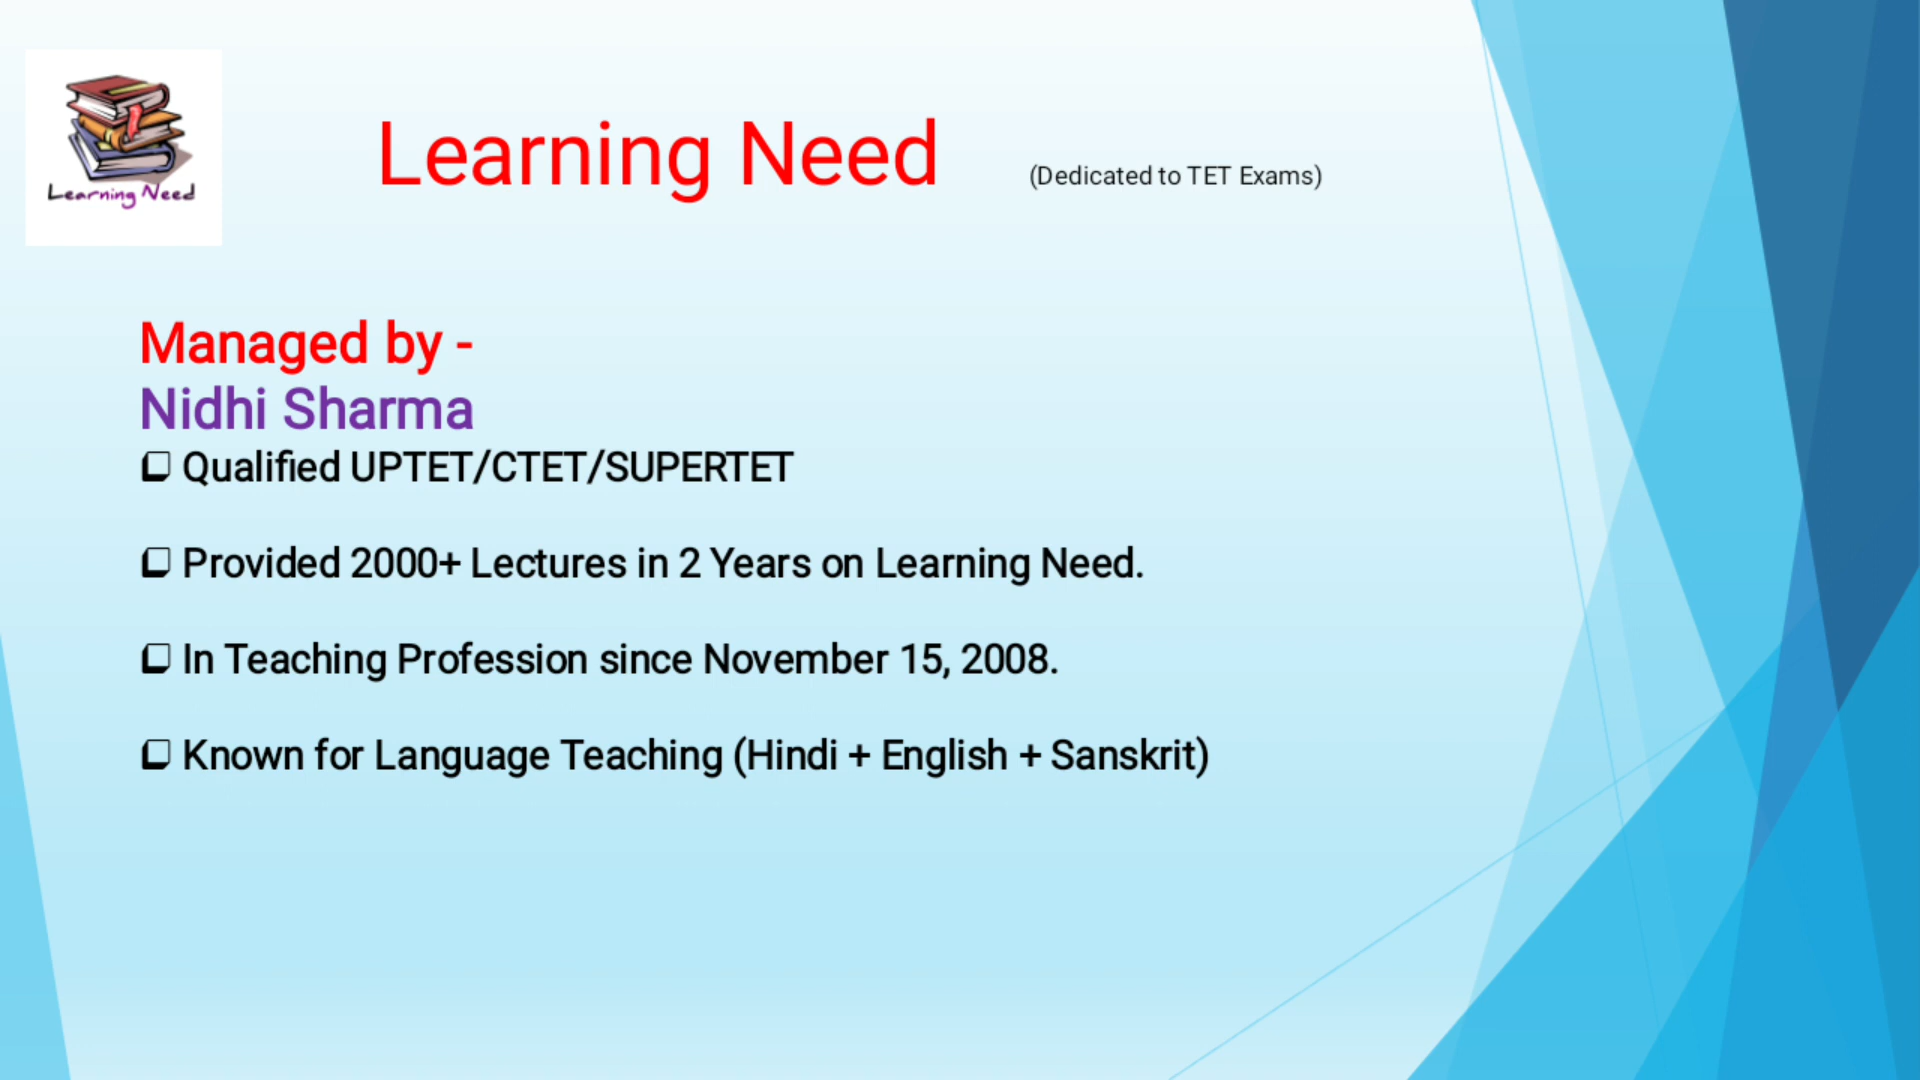 Learning Need
Learning Need (Dedicated to TET Exams)
Managed by -
Nidhi Sharma
❑ Qualified UPTET/CTET/SUPERTET
❑ Provided 2000+ Lectures in 2 Years on Learning Need.
❑ In Teaching Profession since November 15, 2008.
❑ Known for Language Teaching (Hindi + English + Sanskrit)